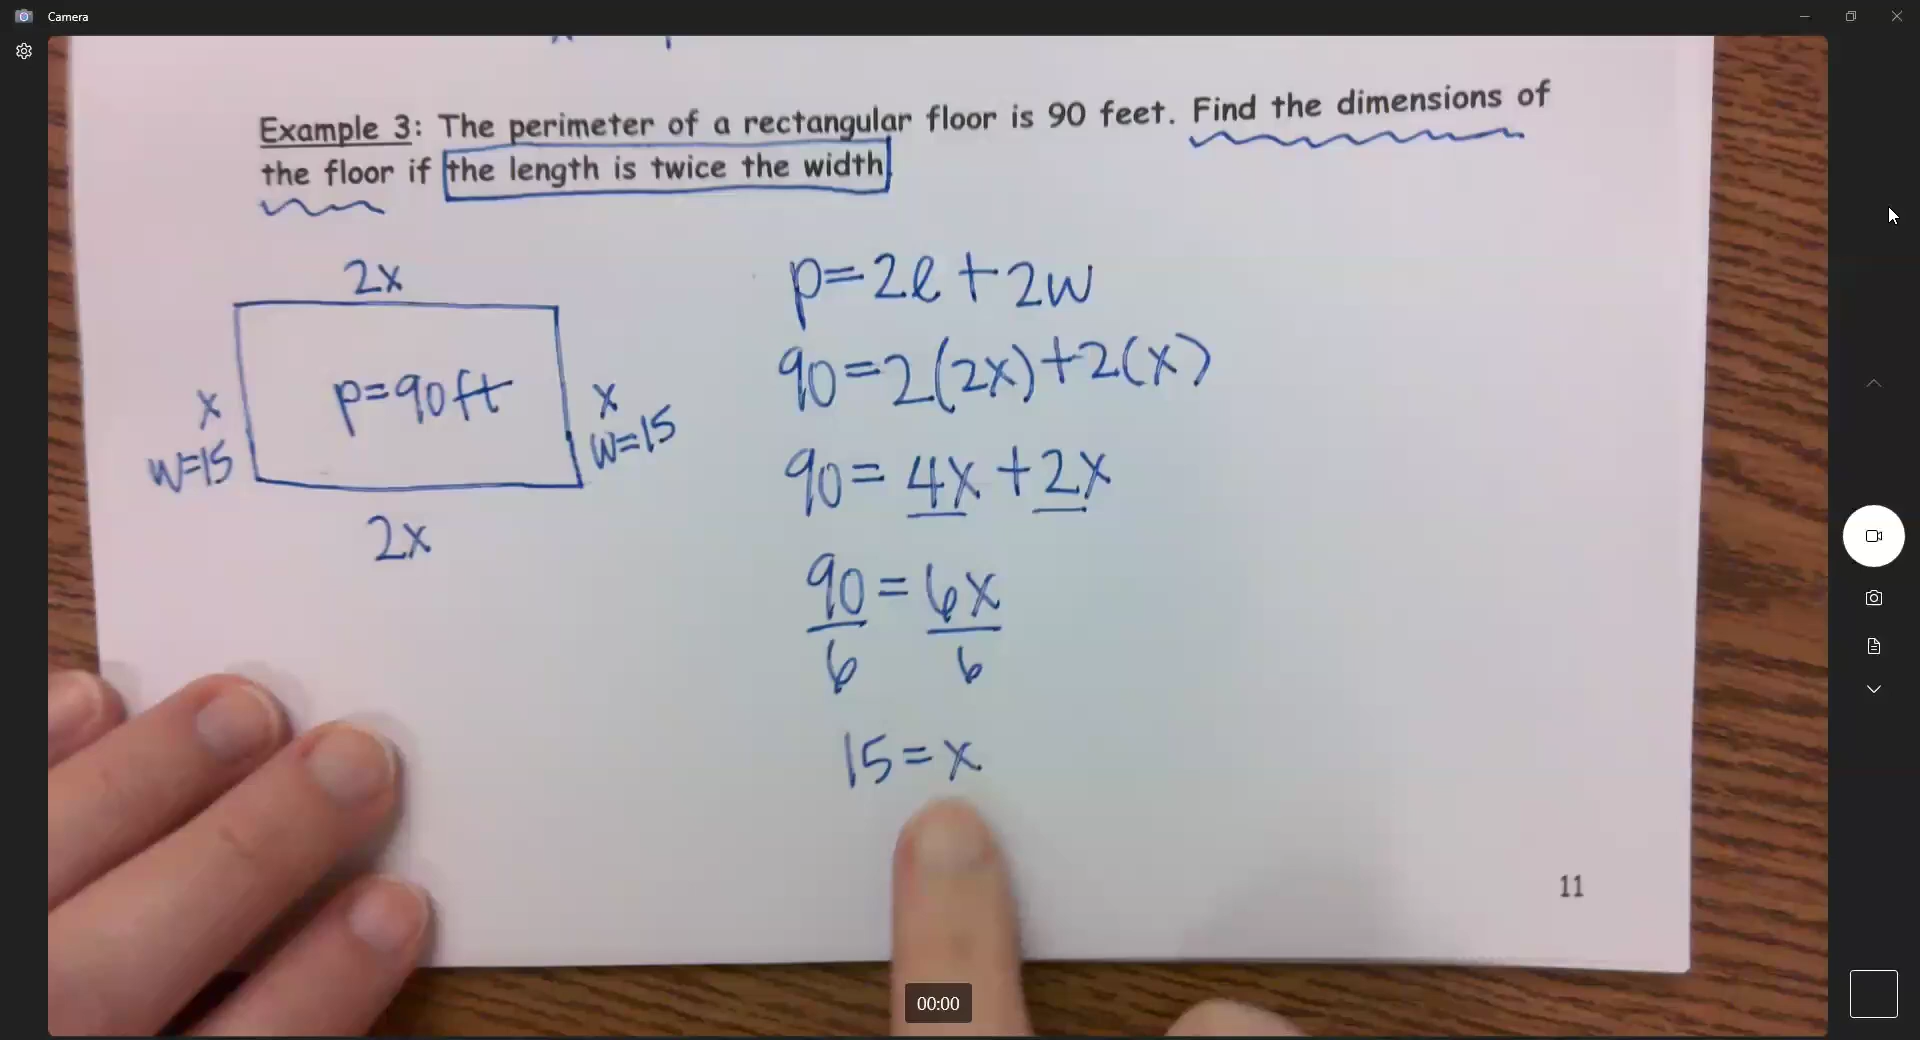 Camera
Example 3: The perimeter of a rectangular floor is 90 feet. Find the dimensions of
the floor if the length is twice the width
2x
p=90ft
x
w=15
x
w=15
2x
p=2l+2w
90=2(2x)+2(x)
90=4x+2x
90=6x
6 6
15=x
11
00:00